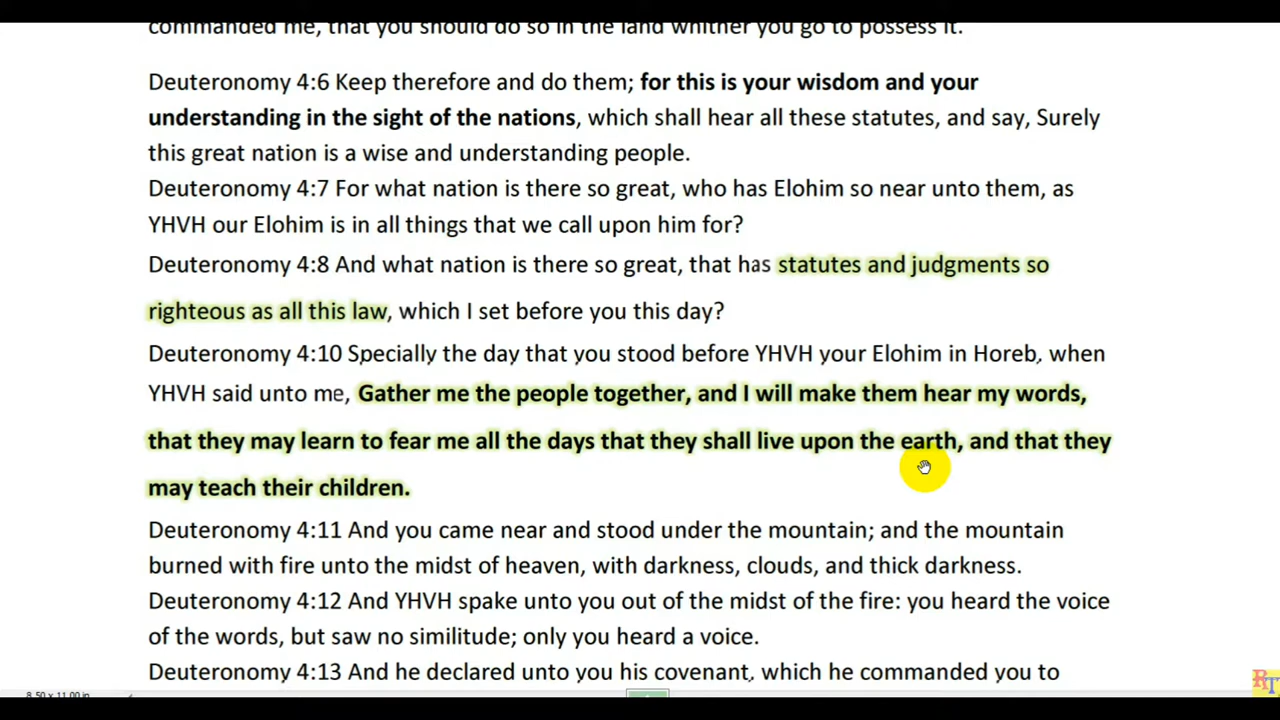 commanded me, that you should do so in the land whither you go to possess it.
Deuteronomy 4:6 Keep therefore and do them; for this is your wisdom and your
understanding in the sight of the nations, which shall hear all these statutes, and say, Surely
this great nation is a wise and understanding people.
Deuteronomy 4:7 For what nation is there so great, who has Elohim so near unto them, as
YHVH our Elohim is in all things that we call upon him for?
Deuteronomy 4:8 And what nation is there so great, that has statutes and judgments so
righteous as all this law, which I set before you this day?
Deuteronomy 4:10 Specially the day that you stood before YHVH your Elohim in Horeb, when
YHVH said unto me, Gather me the people together, and I will make them hear my words,
that they may learn to fear me all the days that they shall live upon the earth, and that they
may teach their children.
Deuteronomy 4:11 And you came near and stood under the mountain; and the mountain
burned with fire unto the midst of heaven, with darkness, clouds, and thick darkness.
Deuteronomy 4:12 And YHVH spake unto you out of the midst of the fire: you heard the voice
of the words, but saw no similitude; only you heard a voice.
Deuteronomy 4:13 And he declared unto you his covenant, which he commanded you to
8.50 x 11.00 in
RT